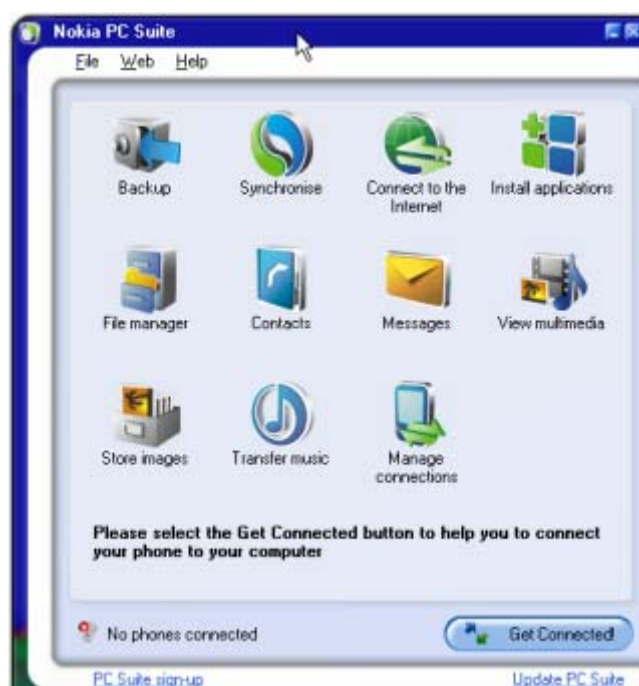 Nokia PC Suite
File Web Help
Backup
Synchronise
Connect to the
Internet
Install applications
File manager
Contacts
Messages
View multimedia
Store images
Transfer music
Manage
connections
Please select the Get Connected button to help you to connect
your phone to your computer
No phones connected
Get Connected!
PC Suite sign-up
Update PC Suite